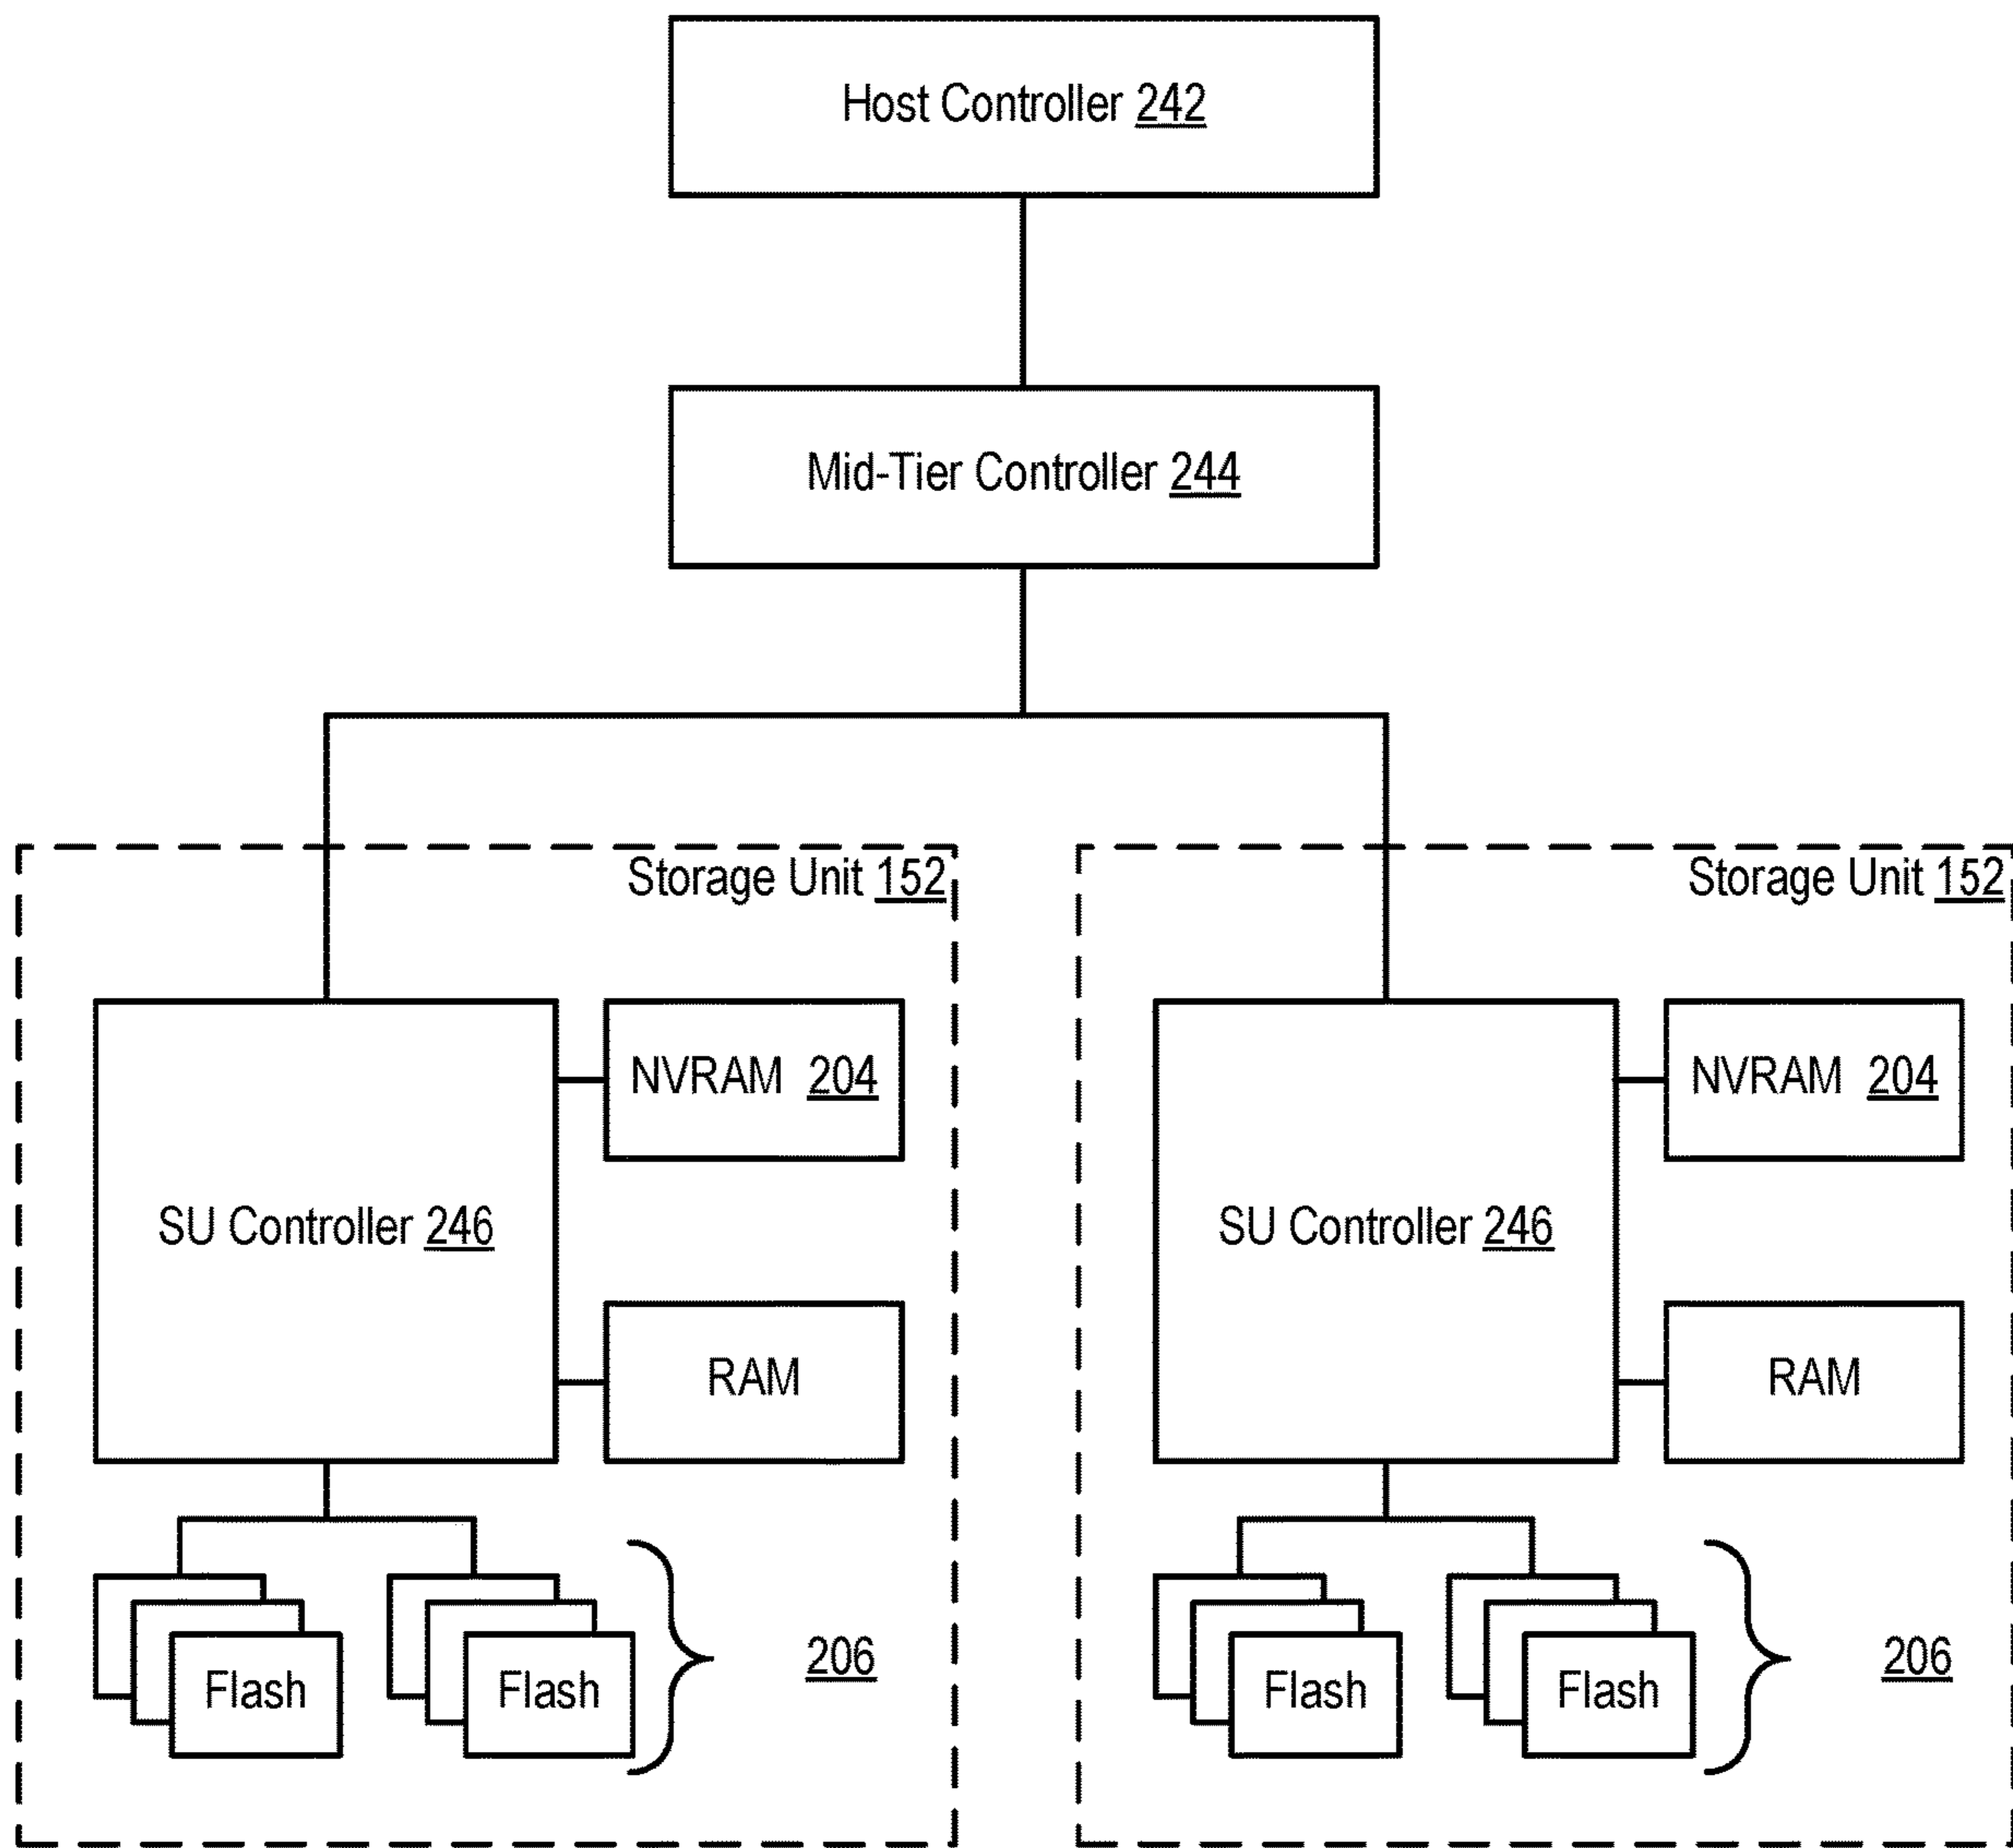 Host Controller 242
Mid-Tier Controller 244
Storage Unit 152
NVRAM 204
SU Controller 246
RAM
Flash
Flash
206
Storage Unit 152
NVRAM 204
SU Controller 246
RAM
Flash
Flash
206